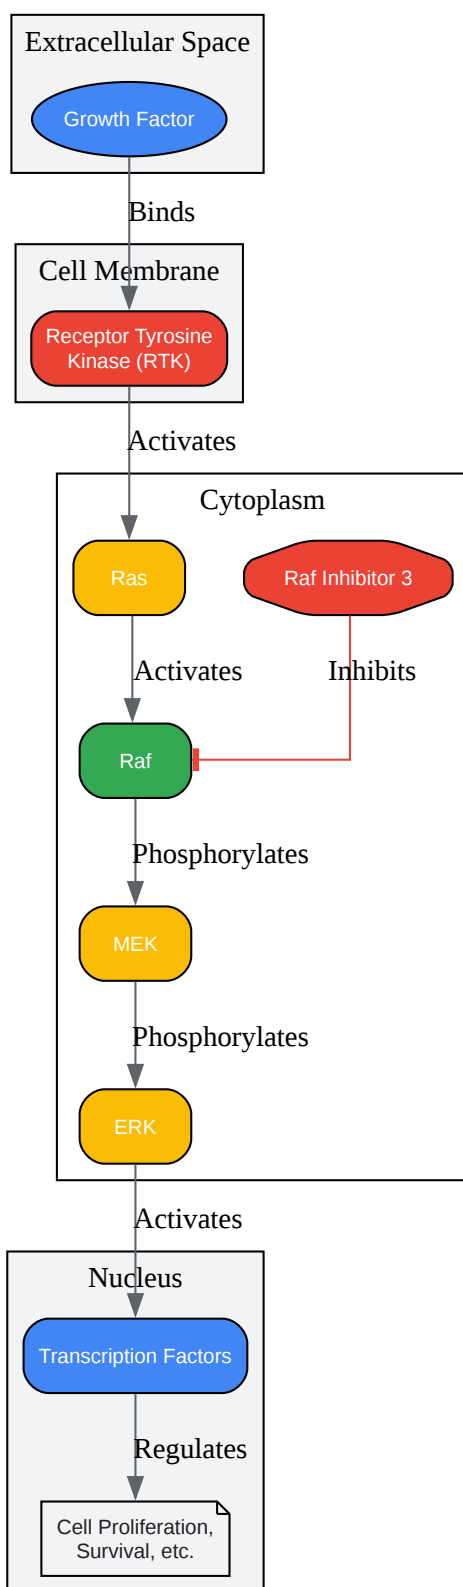 Extracellular Space
Growth Factor
Binds
Cell Membrane
Receptor Tyrosine
Kinase (RTK)
Activates
Cytoplasm
Ras
Raf Inhibitor 3
Activates
Inhibits
Raf
Phosphorylates
MEK
Phosphorylates
ERK
Activates
Nucleus
Transcription Factors
Regulates
Cell Proliferation,
Survival, etc.